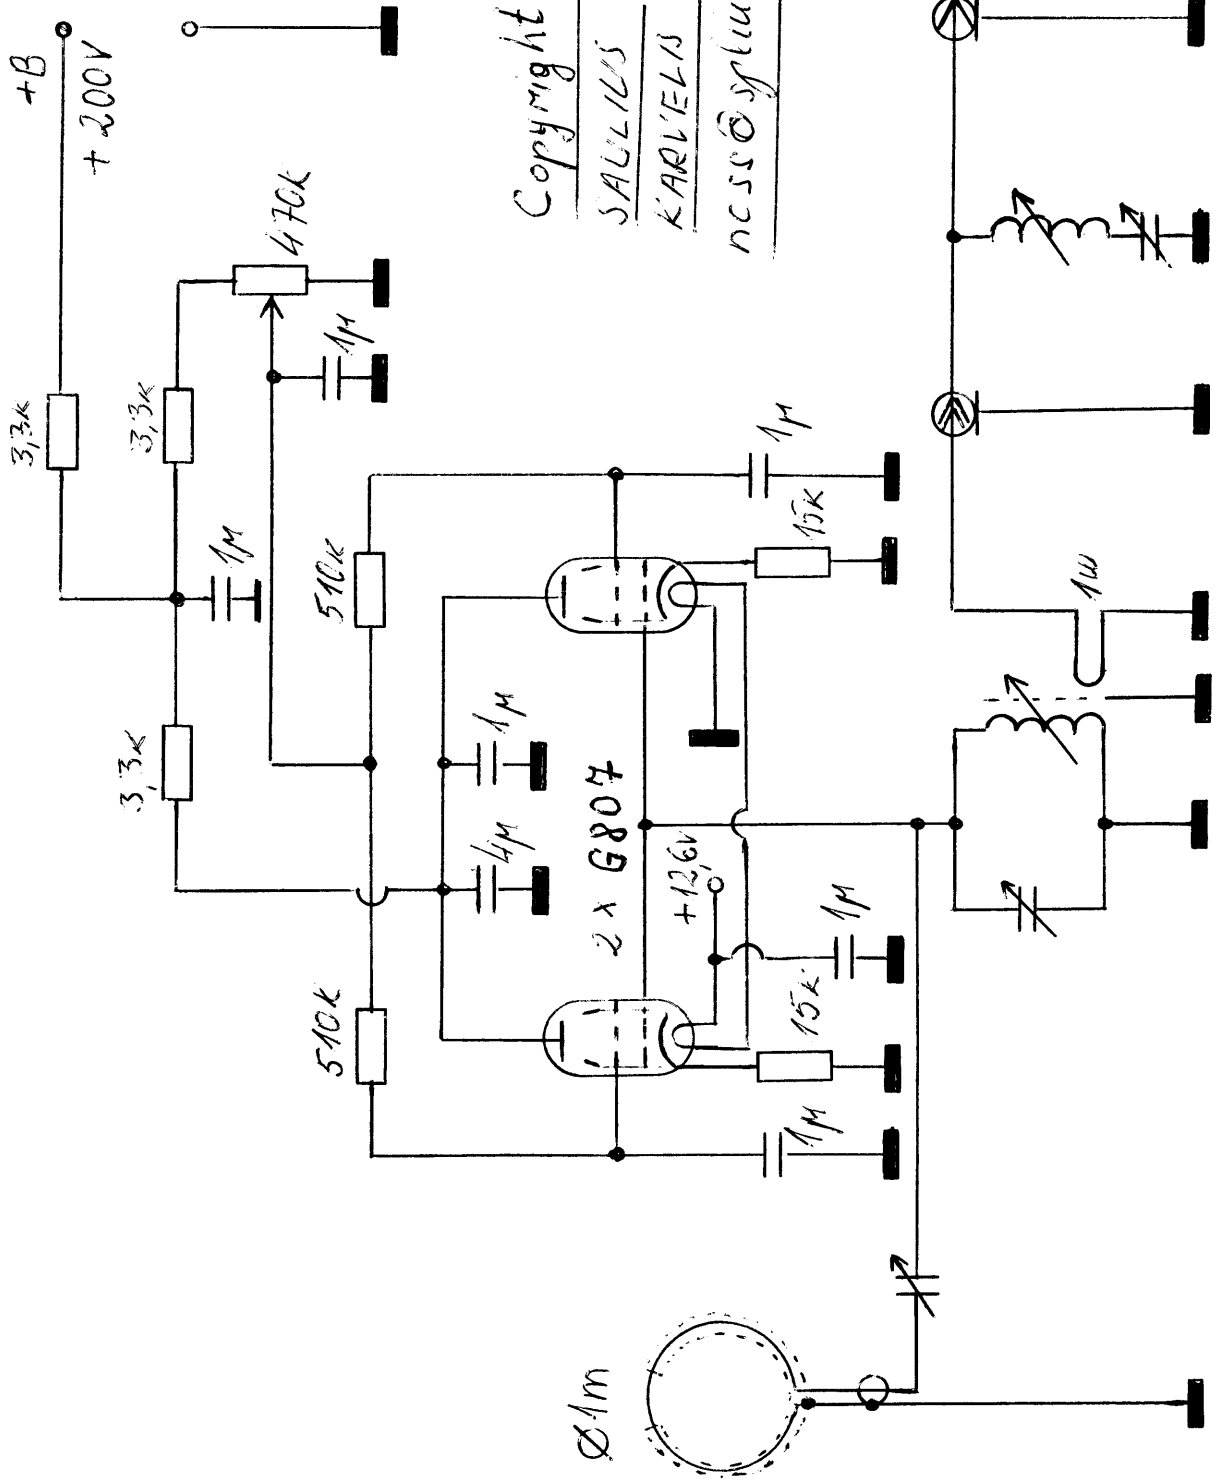 +B
+200V
3,3K
3,3K
470K
1µ
1µ
3,3K
510K
1µ
15K
1µ
4µ
2 x G807
+12,6V
510K
1µ
15K
1µ
1W
Ø1m
Copyright
SAULIUS
KARVELIS